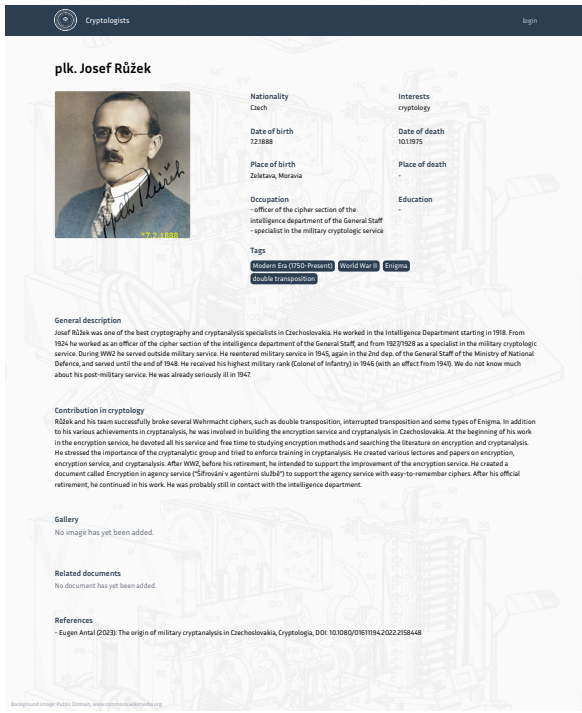 Cryptologists
login
plk. Josef Růžek
Nationality
Czech
Interests
cryptology
Date of birth
7.2.1888
Date of death
10.1.1975
Place of birth
Zeletava, Moravia
Place of death
-
Occupation
- officer of the cipher section of the
intelligence department of the General Staff
- specialist in the military cryptologic service
Education
-
Tags
Modern Era (1750-Present) World War II Enigma
double transposition
*7.2.1888
General description
Josef Růžek was one of the best cryptography and cryptanalysis specialists in Czechoslovakia. He worked in the Intelligence Department starting in 1918. From
1924 he worked as an officer of the cipher section of the intelligence department of the General Staff, and from 1927/1928 as a specialist in the military cryptologic
service. During WW2 he served outside military service. He reentered military service in 1945, again in the 2nd dep. of the General Staff of the Ministry of National
Defence, and served until the end of 1948. He received his highest military rank (Colonel of Infantry) in 1946 (with an effect from 1941). We do not know much
about his post-military service. He was already seriously ill in 1947.
Contribution in cryptology
Růžek and his team successfully broke several Wehrmacht ciphers, such as double transposition, interrupted transposition and some types of Enigma. In addition
to his various achievements in cryptanalysis, he was involved in building the encryption service and cryptanalysis in Czechoslovakia. At the beginning of his work
in the encryption service, he devoted all his service and free time to studying encryption methods and searching the literature on encryption and cryptanalysis.
He stressed the importance of the cryptanalytic group and tried to enforce training in cryptanalysis. He created various lectures and papers on encryption,
encryption service, and cryptanalysis. After WW2, before his retirement, he intended to support the improvement of the encryption service. He created a
document called Encryption in agency service ("Šifrování v agentúrní službě") to support the agency service with easy-to-remember ciphers. After his official
retirement, he continued in his work. He was probably still in contact with the intelligence department.
Gallery
No image has yet been added.
Related documents
No document has yet been added.
References
- Eugen Antal (2023): The origin of military cryptanalysis in Czechoslovakia, Cryptologia, DOI: 10.1080/01611194.2022.2158448
Background image: Public Domain, www.commons.wikimedia.org